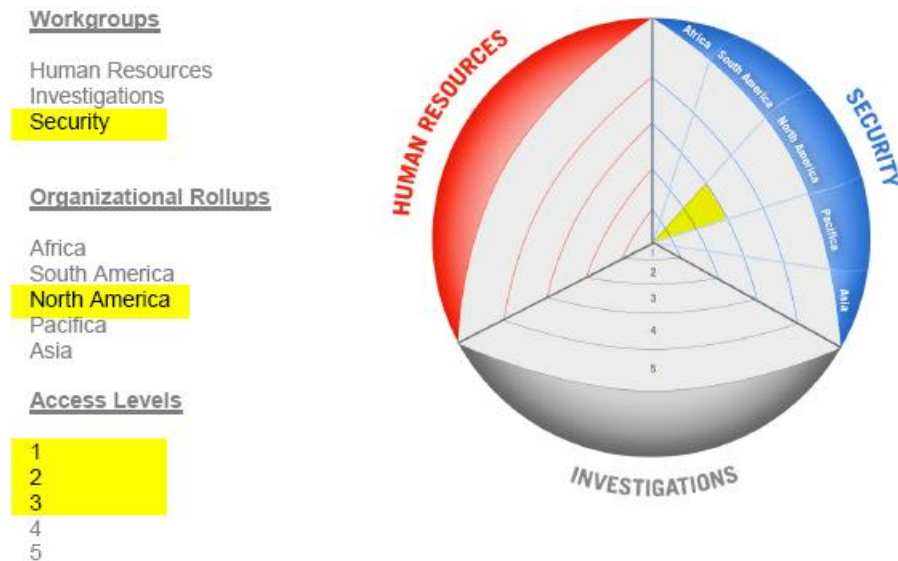 Workgroups
Human Resources
Investigations
Security
Organizational Rollups
Africa
South America
North America
Pacifica
Asia
Access Levels
1
2
3
4
5
HUMAN RESOURCES
SECURITY
Africa
South America
North America
Pacifica
Asia
1
2
3
4
5
INVESTIGATIONS